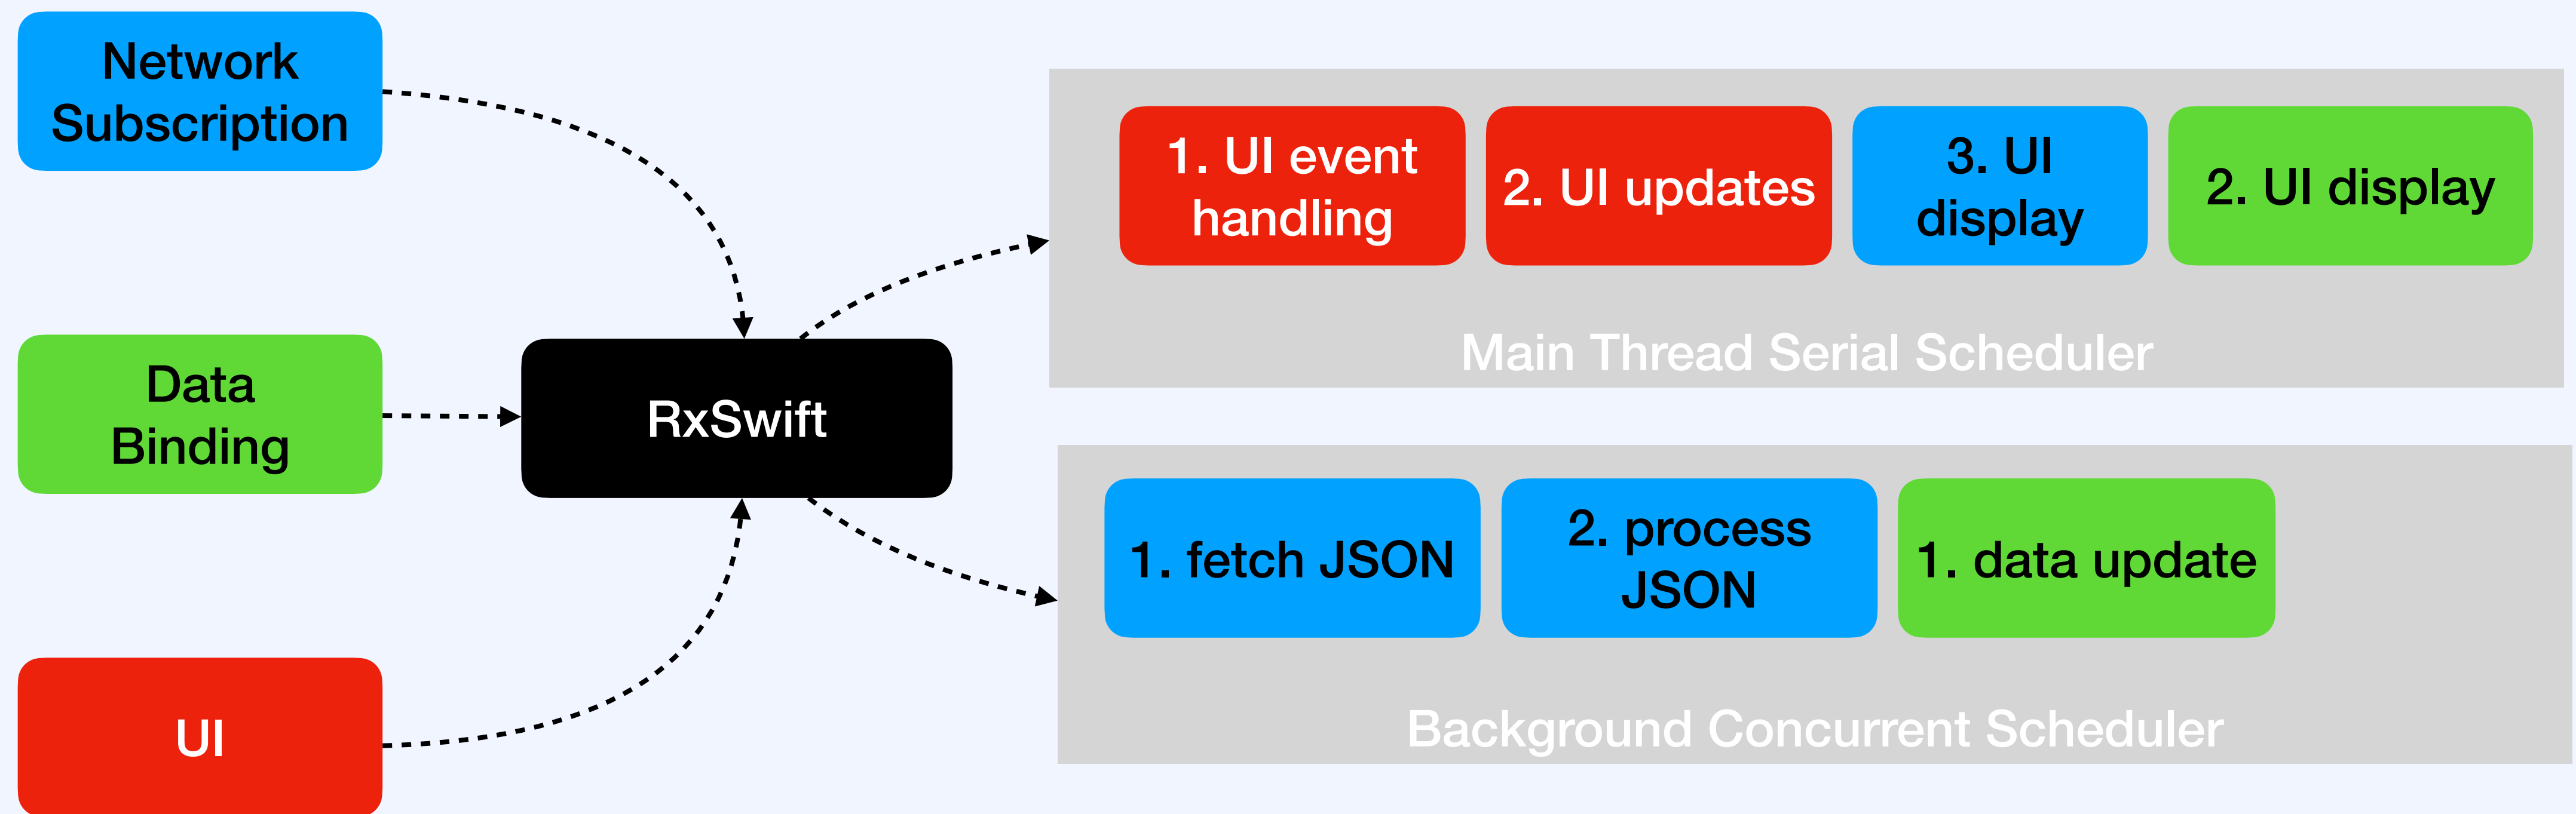 Network
Subscription
Data
Binding
UI
RxSwift
1. UI event
handling
2. UI updates
3. UI
display
2. UI display
Main Thread Serial Scheduler
1. fetch JSON
2. process
JSON
1. data update
Background Concurrent Scheduler